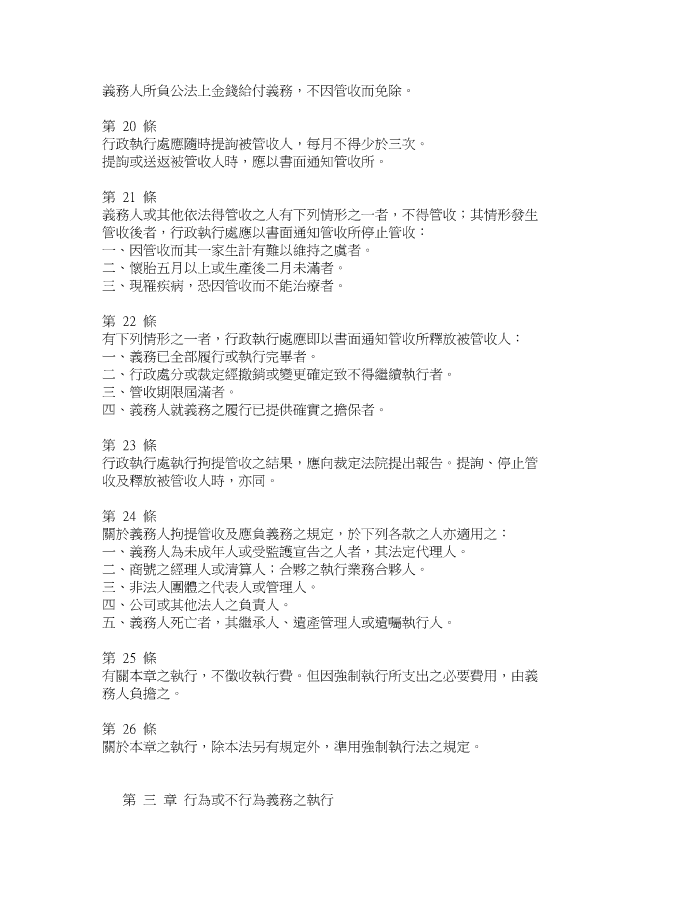 義務人所負公法上金錢給付義務，不因管收而免除。
第 20 條
行政執行處應隨時提詢被管收人，每月不得少於三次。
提詢或送返被管收人時，應以書面通知管收所。
第 21 條
義務人或其他依法得管收之人有下列情形之一者，不得管收；其情形發生
管收後者，行政執行處應以書面通知管收所停止管收：
一、因管收而其一家生計有難以維持之虞者。
二、懷胎五月以上或生產後二月未滿者。
三、現罹疾病，恐因管收而不能治療者。
第 22 條
有下列情形之一者，行政執行處應即以書面通知管收所釋放被管收人：
一、義務已全部履行或執行完畢者。
二、行政處分或裁定經撤銷或變更確定致不得繼續執行者。
三、管收期限屆滿者。
四、義務人就義務之履行已提供確實之擔保者。
第 23 條
行政執行處執行拘提管收之結果，應向裁定法院提出報告。提詢、停止管
收及釋放被管收人時，亦同。
第 24 條
關於義務人拘提管收及應負義務之規定，於下列各款之人亦適用之：
一、義務人為未成年人或受監護宣告之人者，其法定代理人。
二、商號之經理人或清算人；合夥之執行業務合夥人。
三、非法人團體之代表人或管理人。
四、公司或其他法人之負責人。
五、義務人死亡者，其繼承人、遺產管理人或遺囑執行人。
第 25 條
有關本章之執行，不徵收執行費。但因強制執行所支出之必要費用，由義
務人負擔之。
第 26 條
關於本章之執行，除本法另有規定外，準用強制執行法之規定。
第 三 章 行為或不行為義務之執行